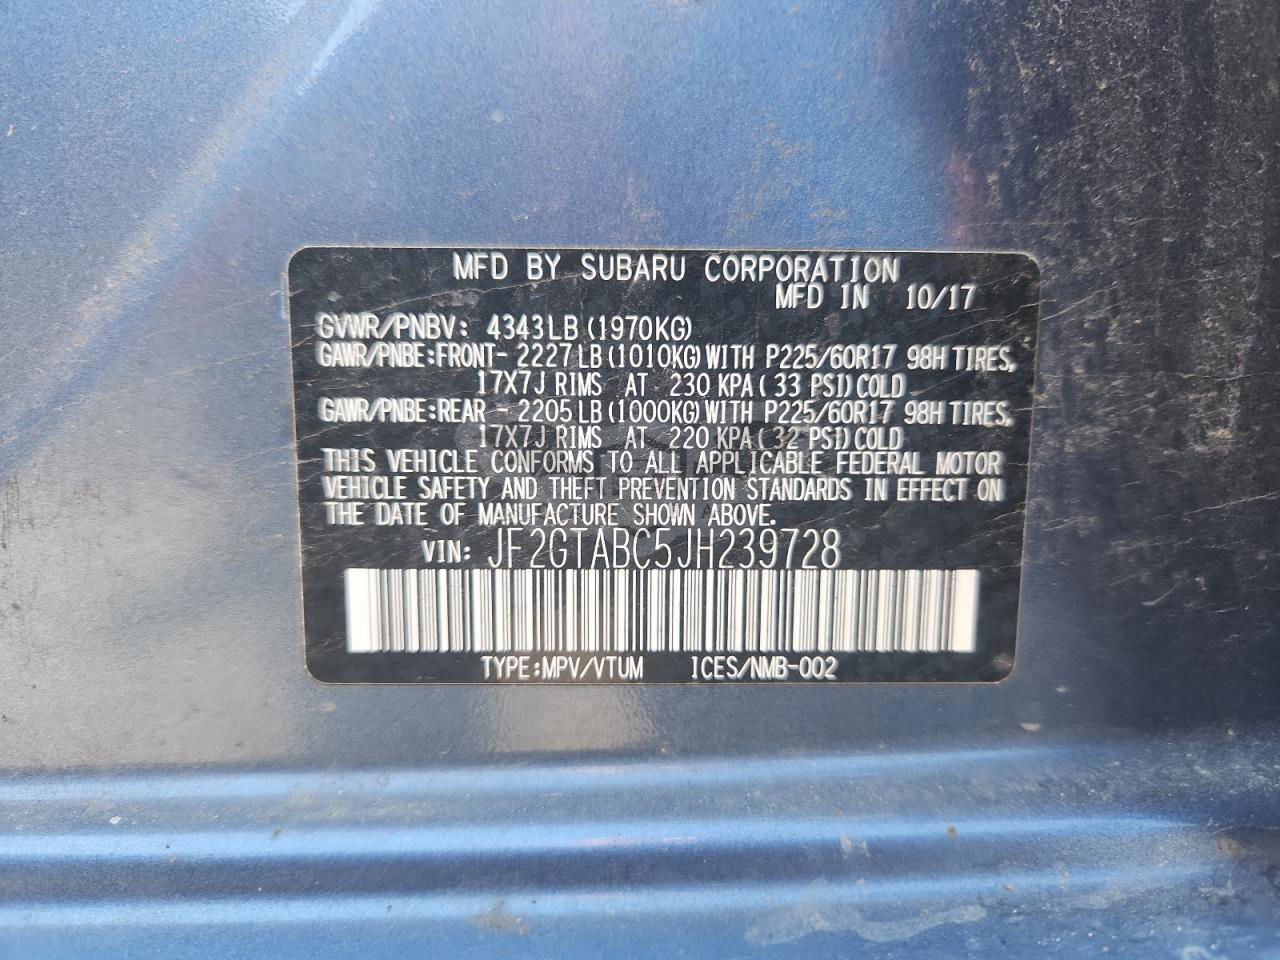 MFD BY SUBARU CORPORATION
MFD IN 10/17
GVWR/PNBV: 4343LB(1970KG)
GAWR/PNBE:FRONT- 2227LB(1010KG)WITH P225/60R17 98H TIRES,
17X7J RIMS AT 230 KPA(33 PSI)COLD
GAWR/PNBE:REAR - 2205LB(1000KG)WITH P225/60R17 98H TIRES,
17X7J RIMS AT 220 KPA(32 PSI)COLD
THIS VEHICLE CONFORMS TO ALL APPLICABLE FEDERAL MOTOR
VEHICLE SAFETY AND THEFT PREVENTION STANDARDS IN EFFECT ON
THE DATE OF MANUFACTURE SHOWN ABOVE.
VIN: JF2GTABC5JH239728
TYPE:MPV/VTUM ICES/NMB-002